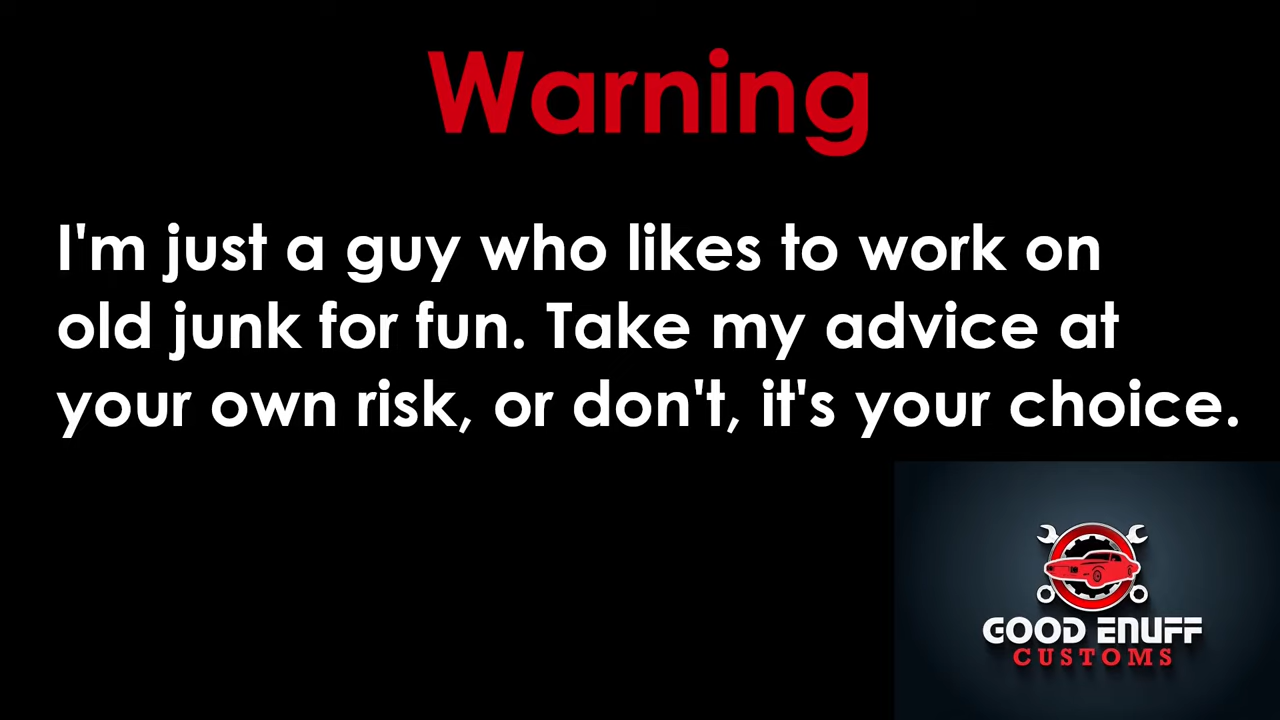 Warning
I'm just a guy who likes to work on
old junk for fun. Take my advice at
your own risk, or don't, it's your choice.
GOOD ENUFF
CUSTOMS